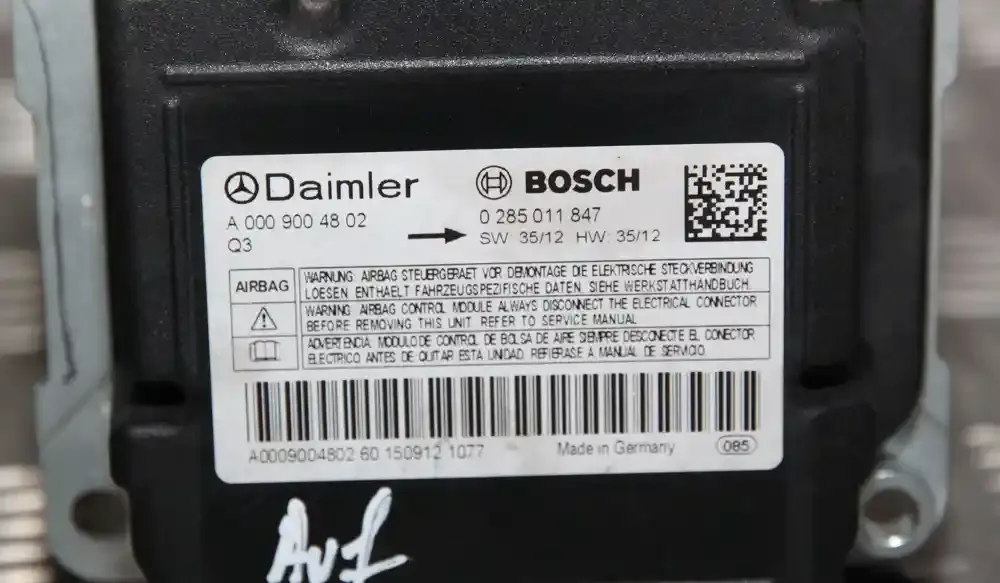 Daimler
A 000 900 4802
Q3
BOSCH
0 285 011 847
SW: 35/12 HW: 35/12
AIRBAG
WARNUNG: AIRBAG STEUERGERAET VOR DEMONTAGE DIE ELEKTRISCHE STECKVERBINDUNG
LOESEN. ENTHAELT FAHRZEUGSPEZIFISCHE DATEN. SIEHE WERKSTATTHANDBUCH.
WARNING: AIRBAG CONTROL MODULE ALWAYS DISCONNECT THE ELECTRICAL CONNECTOR
BEFORE REMOVING THIS UNIT. REFER TO SERVICE MANUAL.
ADVERTENCIA: MODULO DE CONTROL DE BOLSA DE AIRE SIEMPRE DESCONECTE EL CONECTOR
ELECTRICO ANTES DE QUITAR ESTA UNIDAD. REFIERASE A MANUAL DE SERVICIO.
A0009004802 60 150912 1077
Made in Germany
085